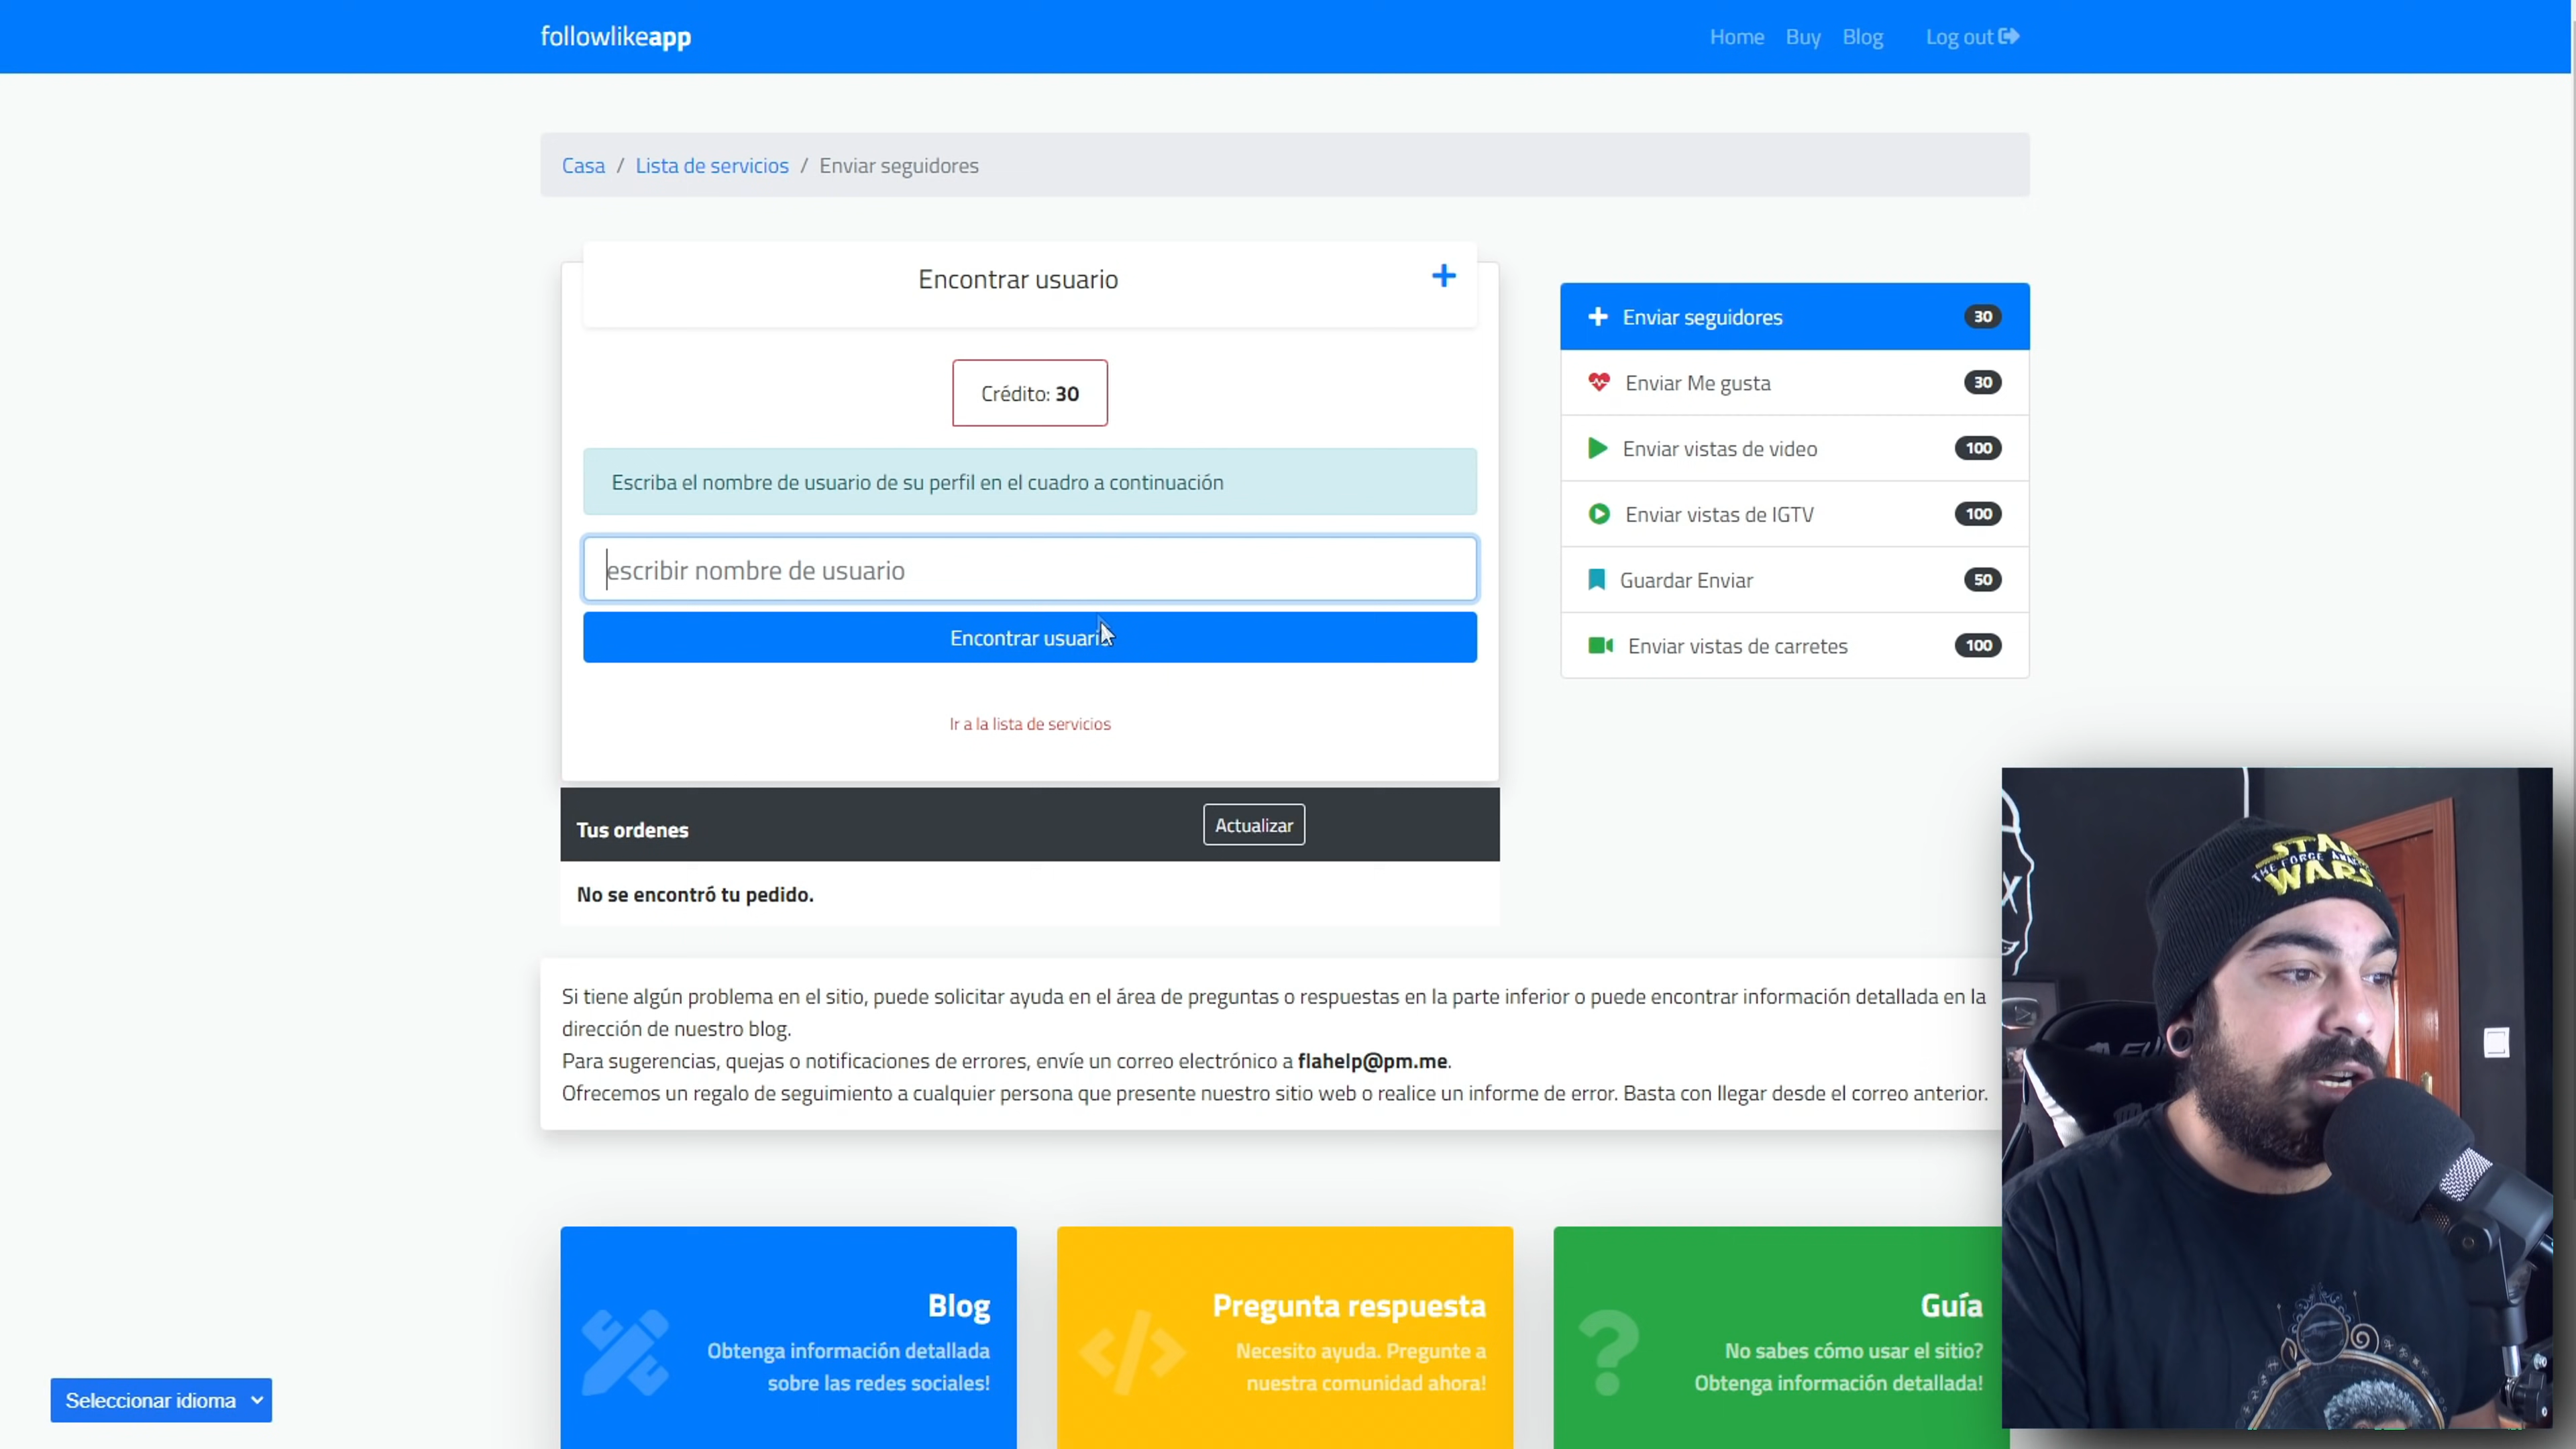 followlikeapp
Home Buy Blog Log out
Casa / Lista de servicios / Enviar seguidores
Encontrar usuario
Crédito: 30
Escriba el nombre de usuario de su perfil en el cuadro a continuación
escribir nombre de usuario
Encontrar usuario
Ir a la lista de servicios
Enviar seguidores 30
Enviar Me gusta 30
Enviar vistas de video 100
Enviar vistas de IGTV 100
Guardar Enviar 50
Enviar vistas de carretes 100
Tus ordenes Actualizar
No se encontró tu pedido.
Si tiene algún problema en el sitio, puede solicitar ayuda en el área de preguntas o respuestas en la parte inferior o puede encontrar información detallada en la
dirección de nuestro blog.
Para sugerencias, quejas o notificaciones de errores, envíe un correo electrónico a flahelp@pm.me.
Ofrecemos un regalo de seguimiento a cualquier persona que presente nuestro sitio web o realice un informe de error. Basta con llegar desde el correo anterior.
Blog
Obtenga información detallada
sobre las redes sociales!
Pregunta respuesta
Necesito ayuda. Pregunte a
nuestra comunidad ahora!
Guía
No sabes cómo usar el sitio?
Obtenga información detallada!
Seleccionar idioma
STAR
THE FORCE
WARS